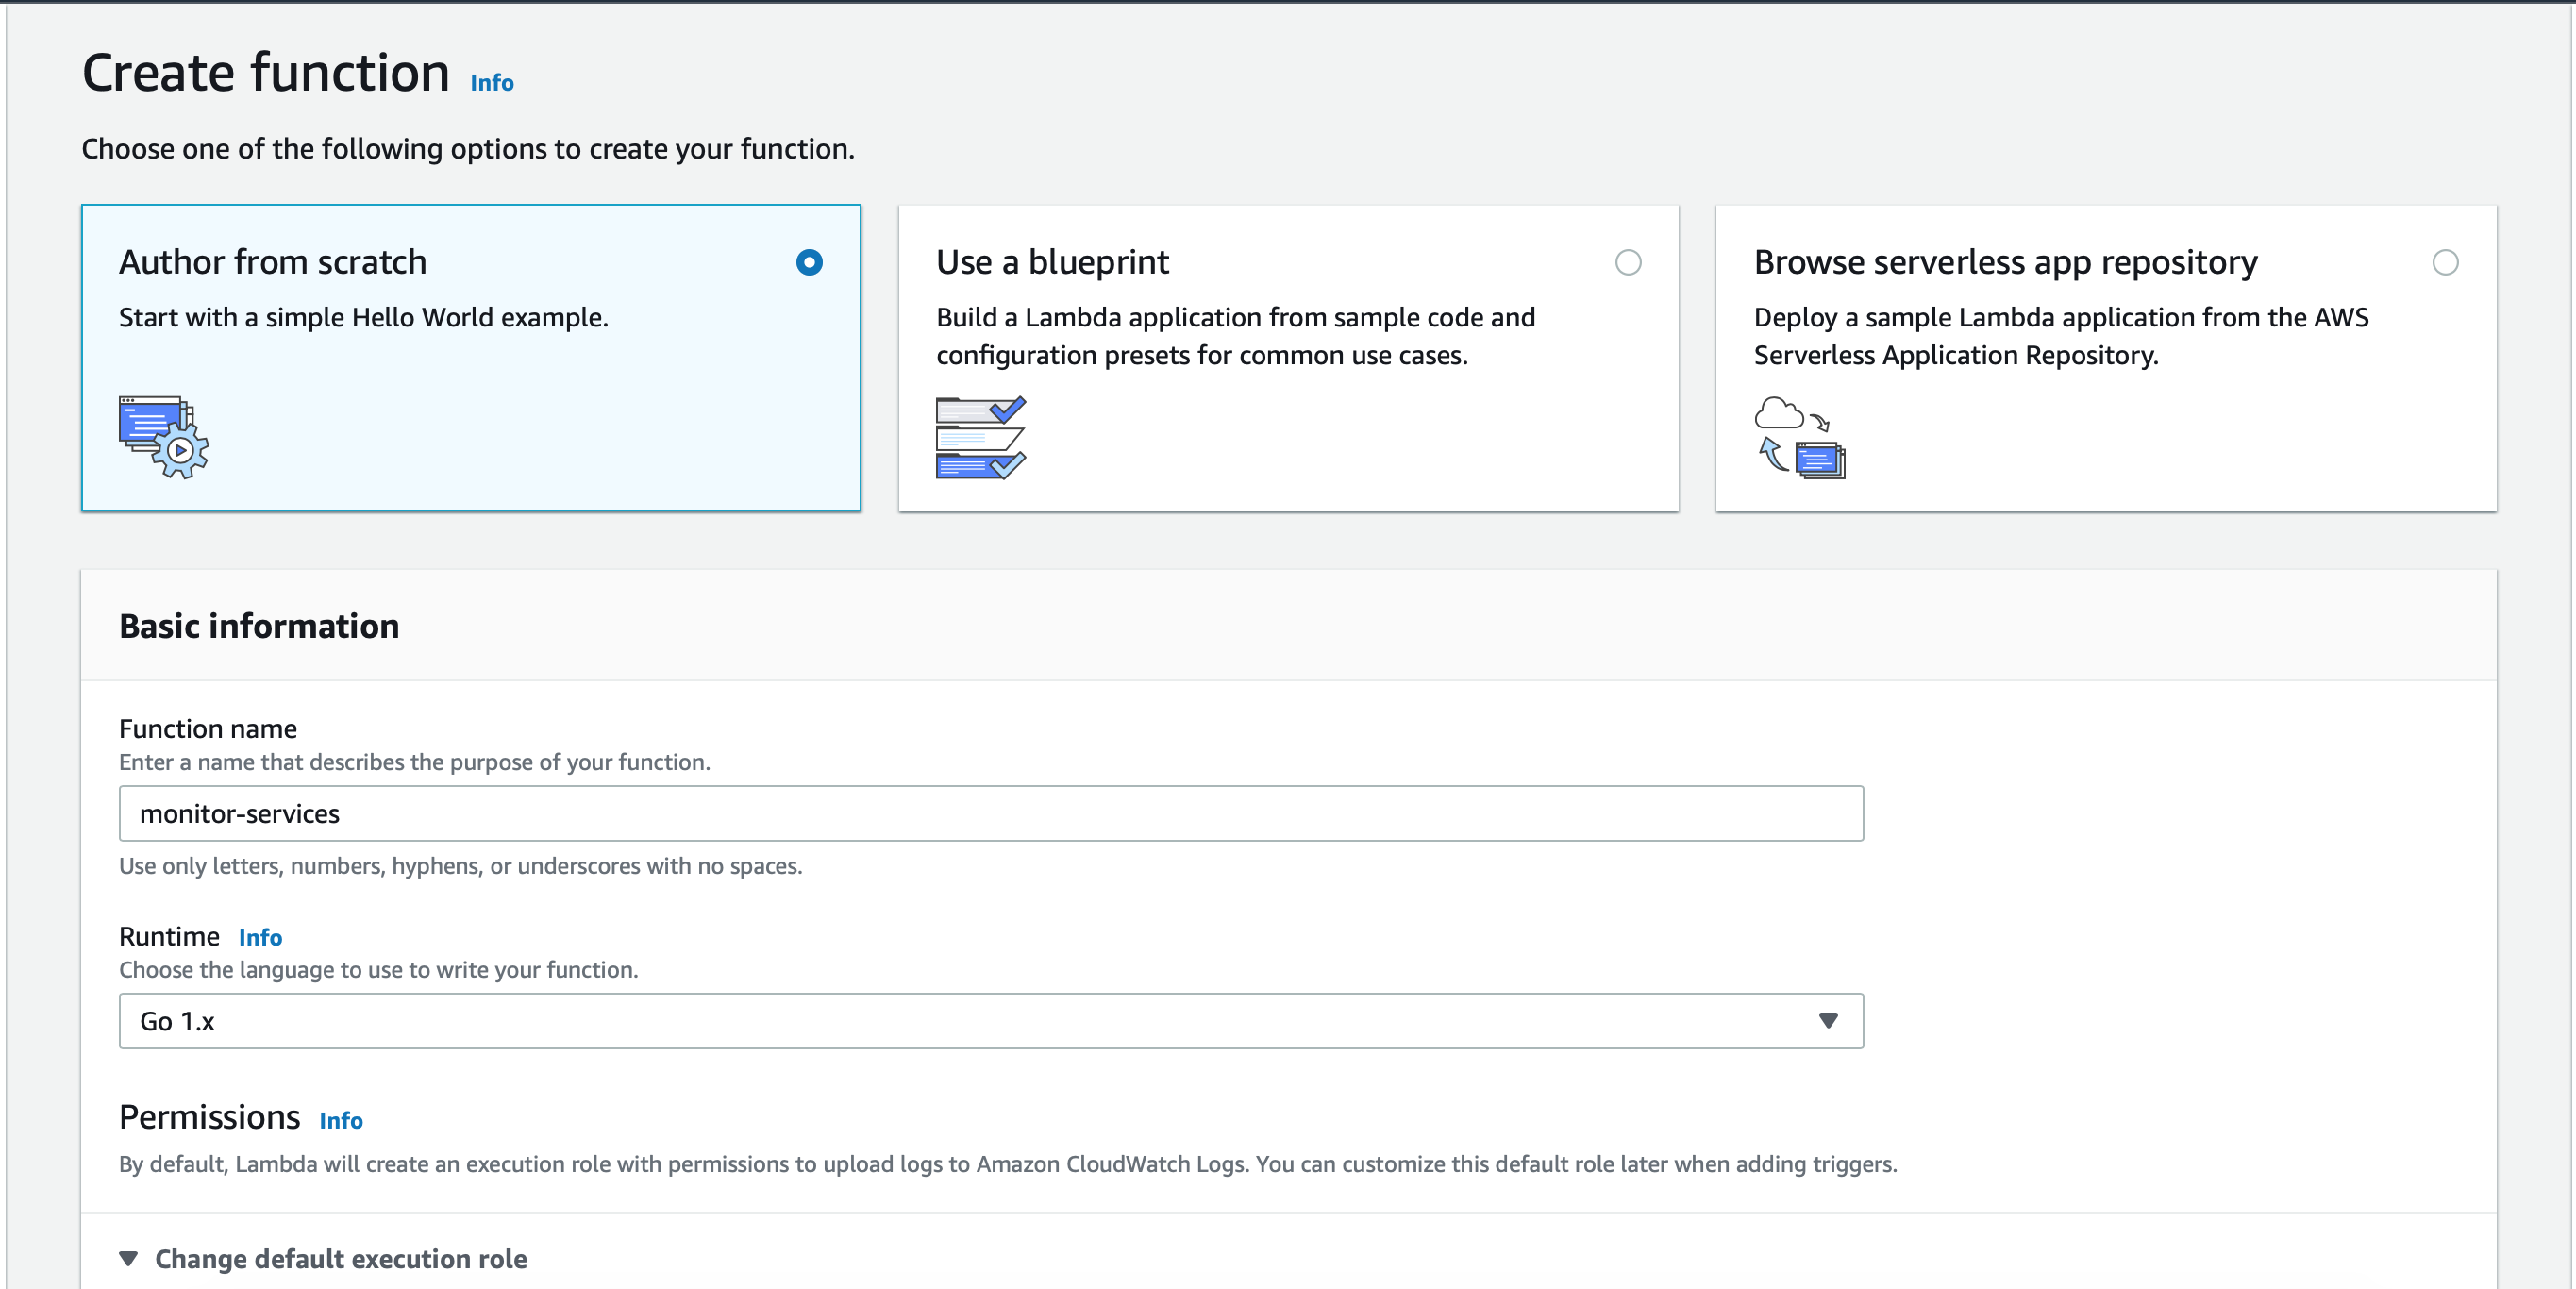 Create function Info
Choose one of the following options to create your function.
Author from scratch
Start with a simple Hello World example.
Use a blueprint
Build a Lambda application from sample code and
configuration presets for common use cases.
Browse serverless app repository
Deploy a sample Lambda application from the AWS
Serverless Application Repository.
Basic information
Function name
Enter a name that describes the purpose of your function.
monitor-services
Use only letters, numbers, hyphens, or underscores with no spaces.
Runtime Info
Choose the language to use to write your function.
Go 1.x
Permissions Info
By default, Lambda will create an execution role with permissions to upload logs to Amazon CloudWatch Logs. You can customize this default role later when adding triggers.
Change default execution role